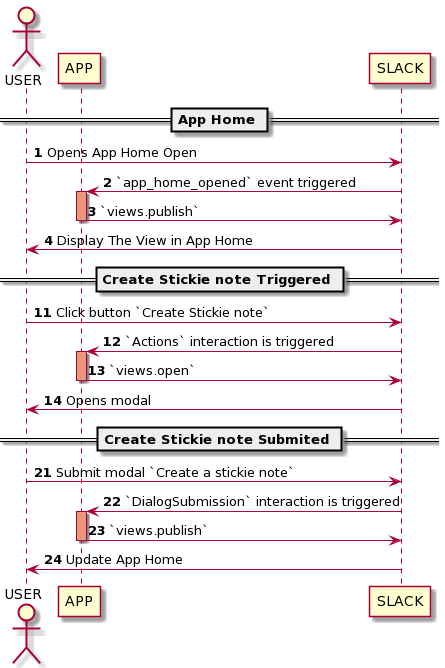 USER
APP
SLACK
App Home
1 Opens App Home Open
2 `app_home_opened` event triggered
3 `views.publish`
4 Display The View in App Home
Create Stickie note Triggered
11 Click button `Create Stickie note`
12 `Actions` interaction is triggered
13 `views.open`
14 Opens modal
Create Stickie note Submited
21 Submit modal `Create a stickie note`
22 `DialogSubmission` interaction is triggered
23 `views.publish`
24 Update App Home
USER
APP
SLACK